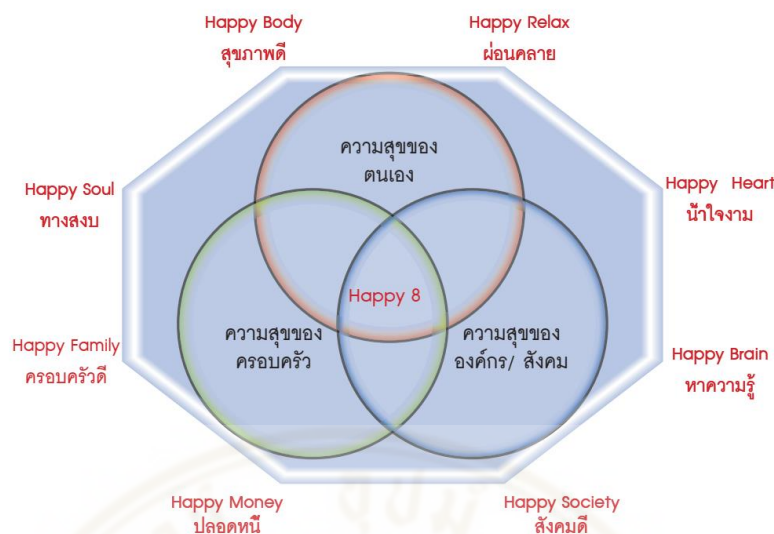 Happy Body
สุขภาพดี
Happy Relax
ผ่อนคลาย
ความสุขของ
ตนเอง
Happy Soul
ทางสงบ
Happy Heart
น้ำใจงาม
Happy 8
ความสุขของ
ครอบครัว
ความสุขของ
องค์กร/ สังคม
Happy Family
ครอบครัวดี
Happy Brain
หาความรู้
Happy Money
ปลอดหนี้
Happy Society
สังคมดี